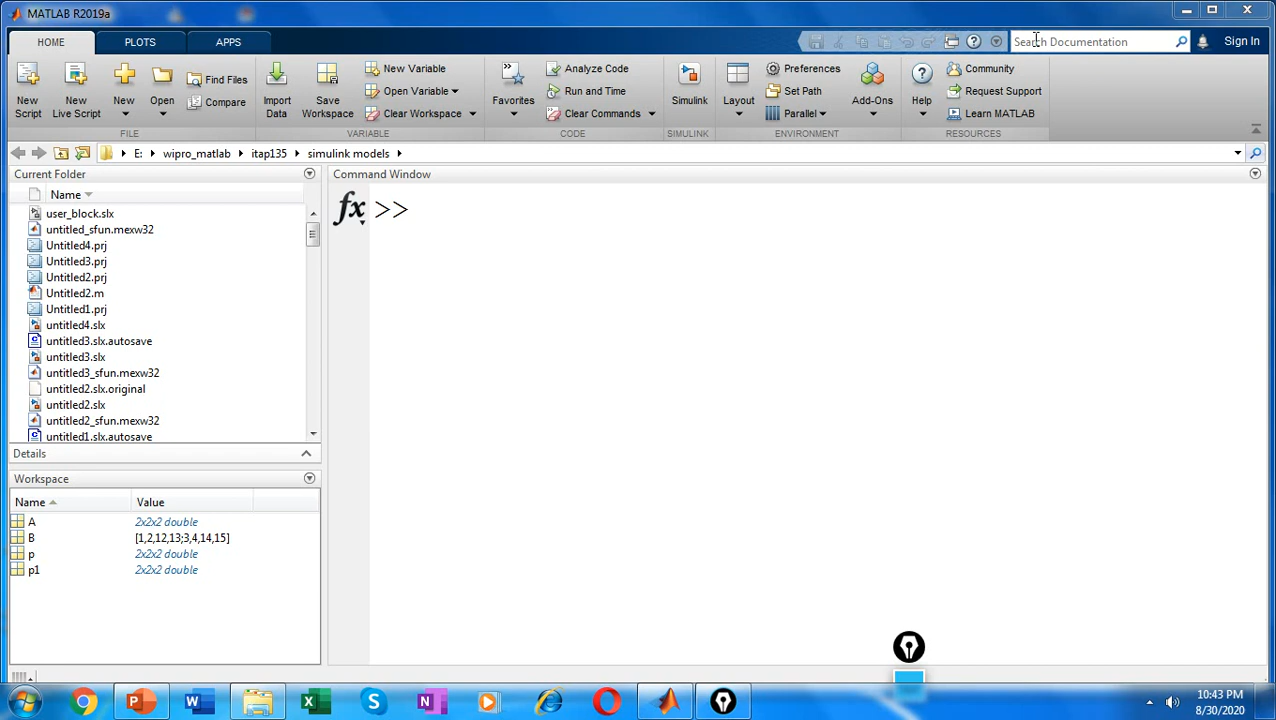 MATLAB R2019a
HOME PLOTS APPS
Search Documentation
Sign In
New Script
New Live Script
New
Open
Find Files
Compare
Import Data
Save Workspace
New Variable
Open Variable
Clear Workspace
Favorites
Analyze Code
Run and Time
Clear Commands
Simulink
Layout
Preferences
Set Path
Parallel
Add-Ons
Help
Community
Request Support
Learn MATLAB
FILE VARIABLE CODE SIMULINK ENVIRONMENT RESOURCES
E: wipro_matlab itap135 simulink models
Current Folder
Name
user_block.slx
untitled_sfun.mexw32
Untitled4.prj
Untitled3.prj
Untitled2.prj
Untitled2.m
Untitled1.prj
untitled4.slx
untitled3.slx.autosave
untitled3.slx
untitled3_sfun.mexw32
untitled2.slx.original
untitled2.slx
untitled2_sfun.mexw32
untitled1.slx.autosave
Details
Workspace
Name Value
A 2x2x2 double
B [1,2,12,13;3,4,14,15]
p 2x2x2 double
p1 2x2x2 double
Command Window
fx >>
10:43 PM
8/30/2020